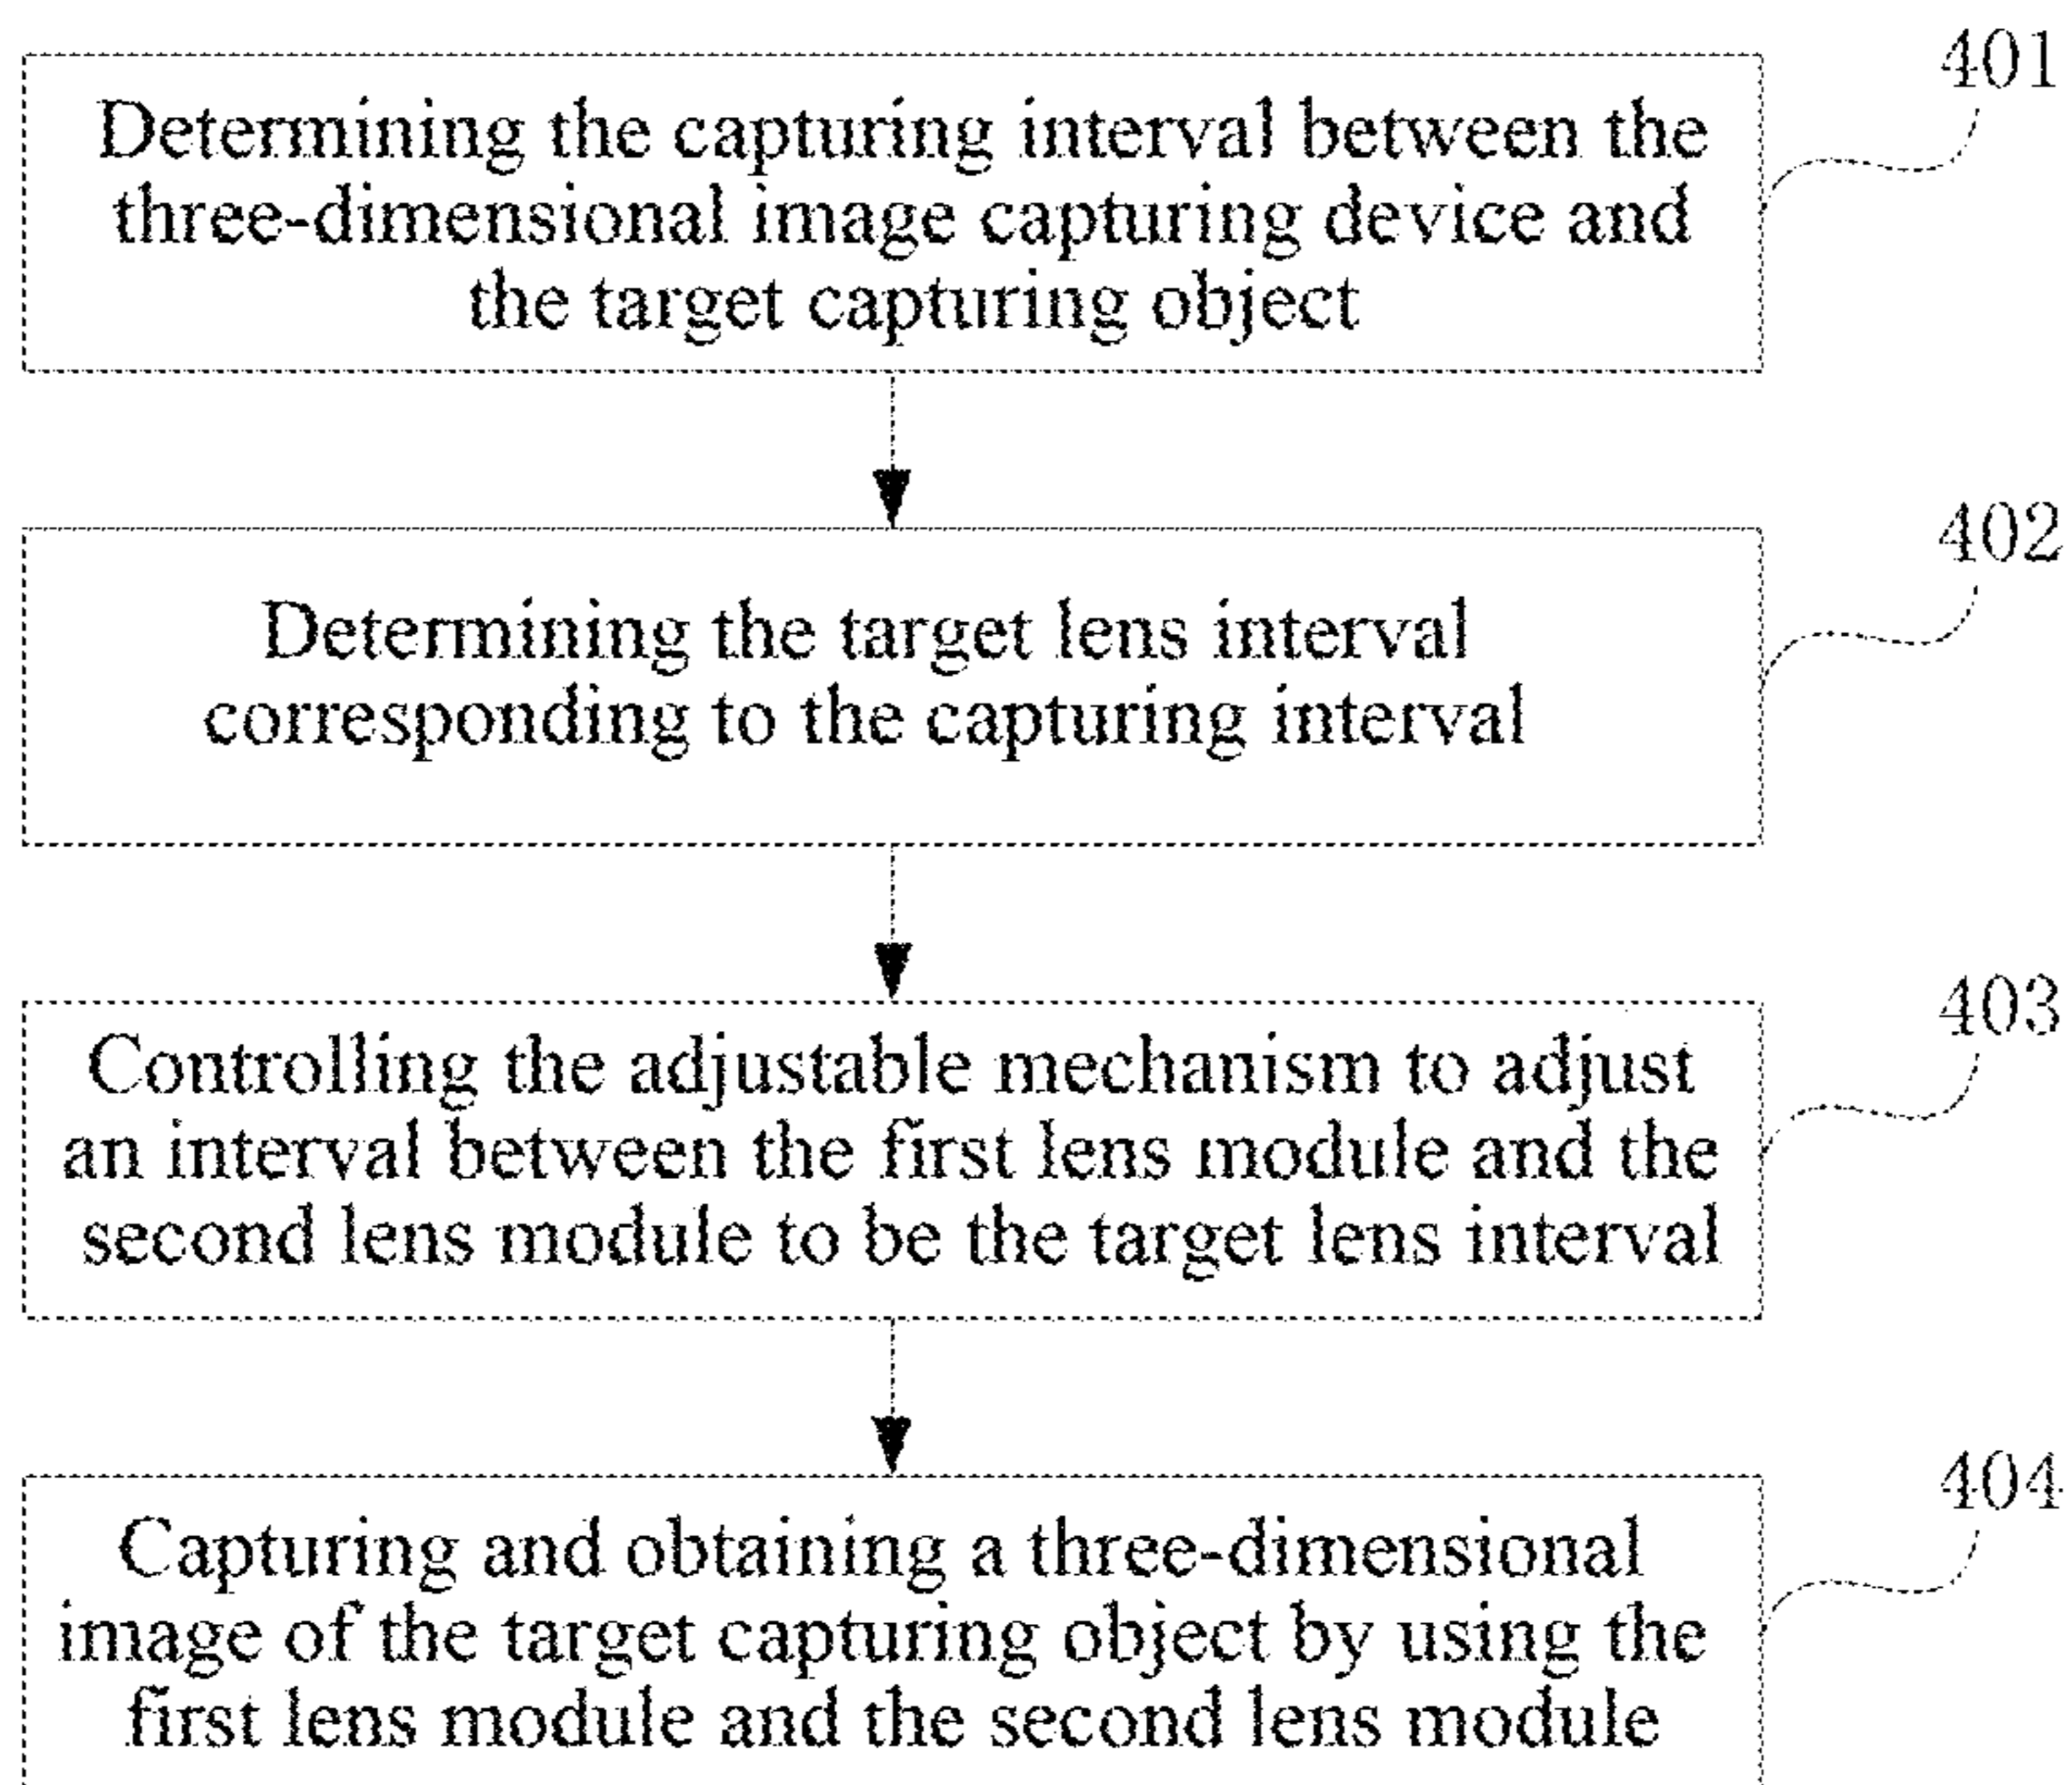 401
Determining the capturing interval between the
three-dimensional image capturing device and
the target capturing object
402
Determining the target lens interval
corresponding to the capturing interval
403
Controlling the adjustable mechanism to adjust
an interval between the first lens module and the
second lens module to be the target lens interval
404
Capturing and obtaining a three-dimensional
image of the target capturing object by using the
first lens module and the second lens module